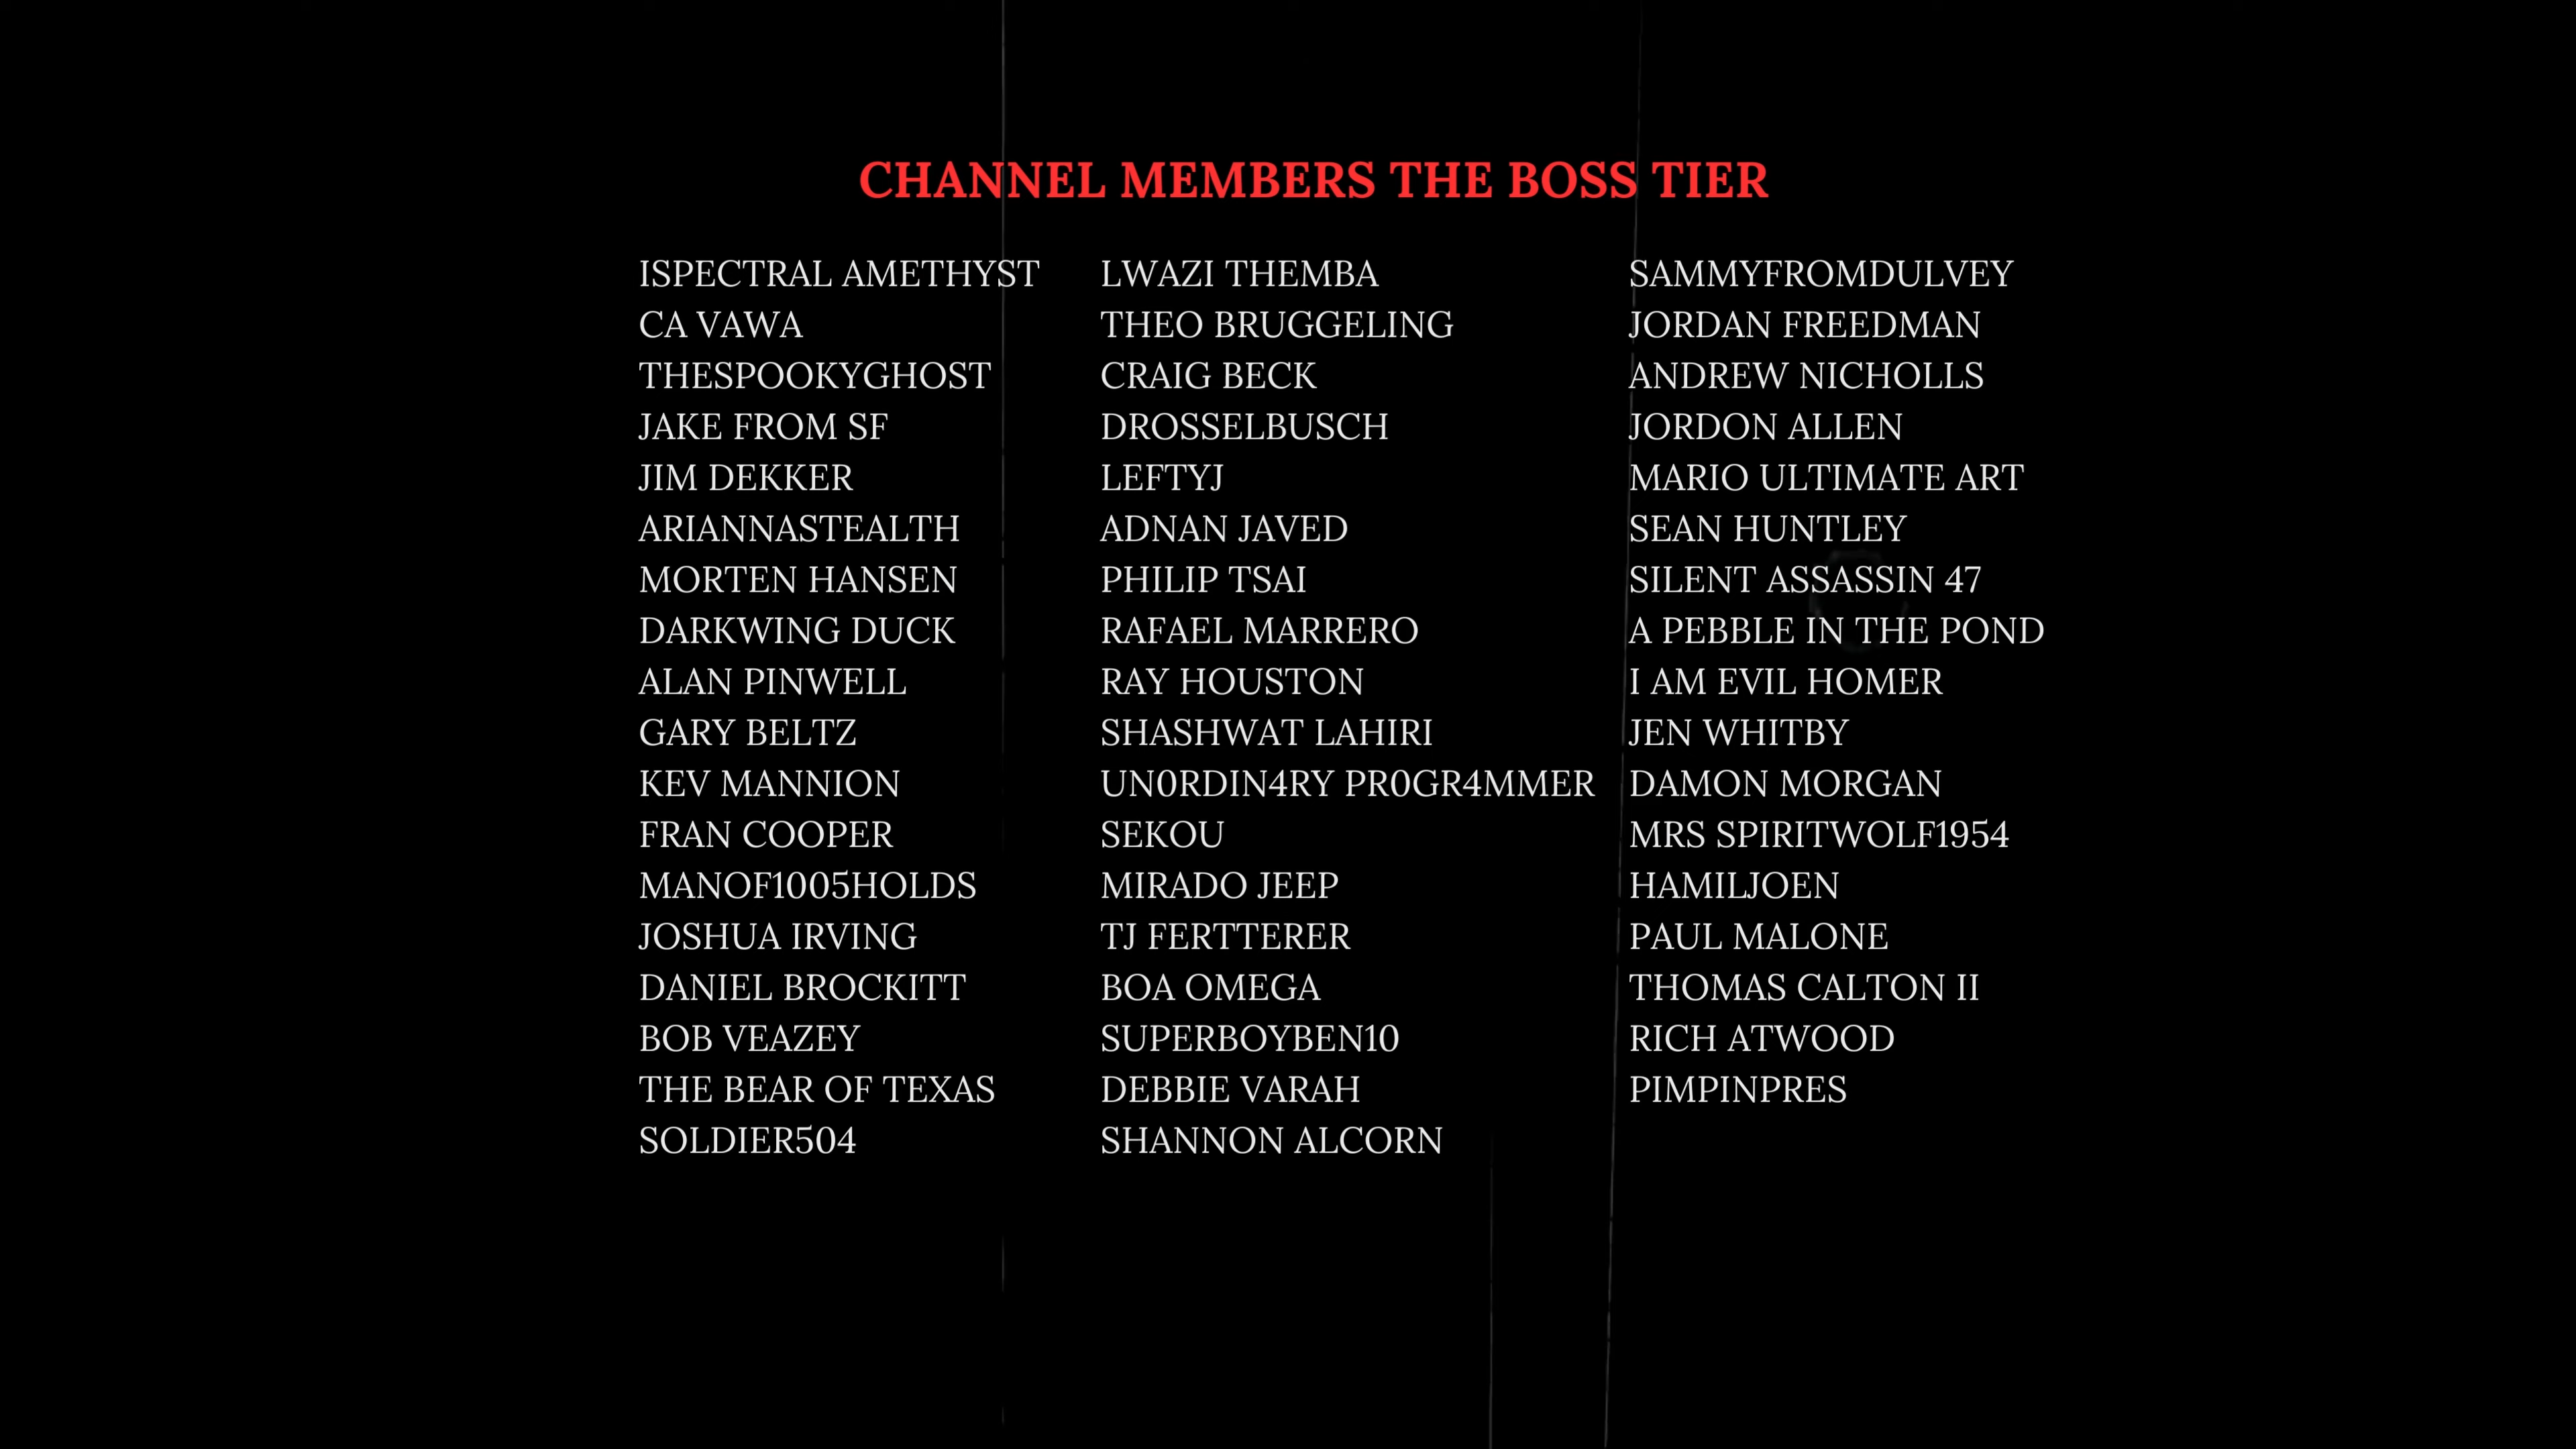 CHANNEL MEMBERS THE BOSS TIER
ISPECTRAL AMETHYST
CA VAWA
THESPOOKYGHOST
JAKE FROM SF
JIM DEKKER
ARIANNASTEALTH
MORTEN HANSEN
DARKWING DUCK
ALAN PINWELL
GARY BELTZ
KEV MANNION
FRAN COOPER
MANOF1005HOLDS
JOSHUA IRVING
DANIEL BROCKITT
BOB VEAZEY
THE BEAR OF TEXAS
SOLDIER504
LWAZI THEMBA
THEO BRUGGELING
CRAIG BECK
DROSSELBUSCH
LEFTYJ
ADNAN JAVED
PHILIP TSAI
RAFAEL MARRERO
RAY HOUSTON
SHASHWAT LAHIRI
UN0RDIN4RY PR0GR4MMER
SEKOU
MIRADO JEEP
TJ FERTTERER
BOA OMEGA
SUPERBOYBEN10
DEBBIE VARAH
SHANNON ALCORN
SAMMYFROMDULVEY
JORDAN FREEDMAN
ANDREW NICHOLLS
JORDON ALLEN
MARIO ULTIMATE ART
SEAN HUNTLEY
SILENT ASSASSIN 47
A PEBBLE IN THE POND
I AM EVIL HOMER
JEN WHITBY
DAMON MORGAN
MRS SPIRITWOLF1954
HAMILJOEN
PAUL MALONE
THOMAS CALTON II
RICH ATWOOD
PIMPINPRES